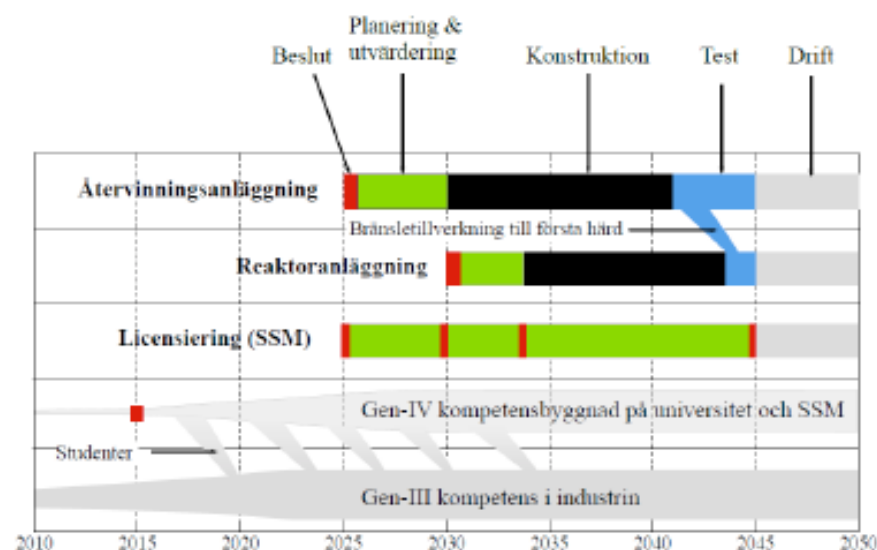 Planering &
utvärdering
Beslut
Konstruktion
Test
Drift
Återvinningsanläggning
Bränsletillverkning till första härd
Reaktoranläggning
Licensiering (SSM)
Gen-IV kompetensbyggnad på universitet och SSM
Studenter
Gen-III kompetens i industrin
2010 2015 2020 2025 2030 2035 2040 2045 2050